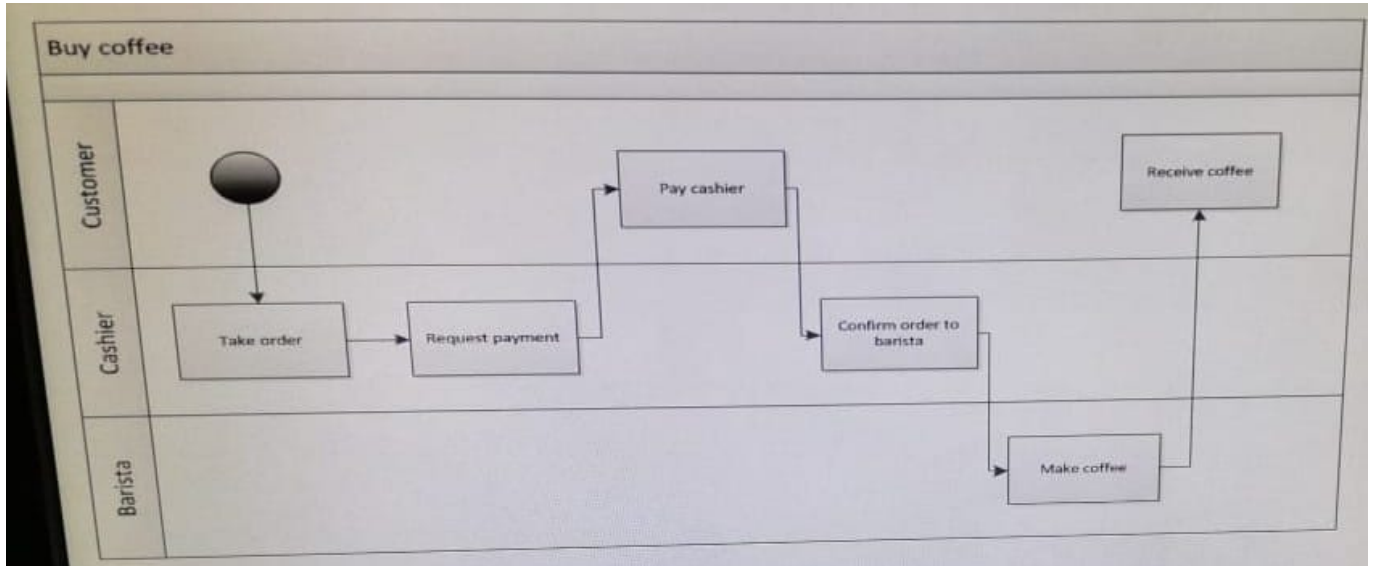 Buy coffee
Customer
Pay cashier
Receive coffee
Cashier
Take order
Request payment
Confirm order to
barista
Barista
Make coffee